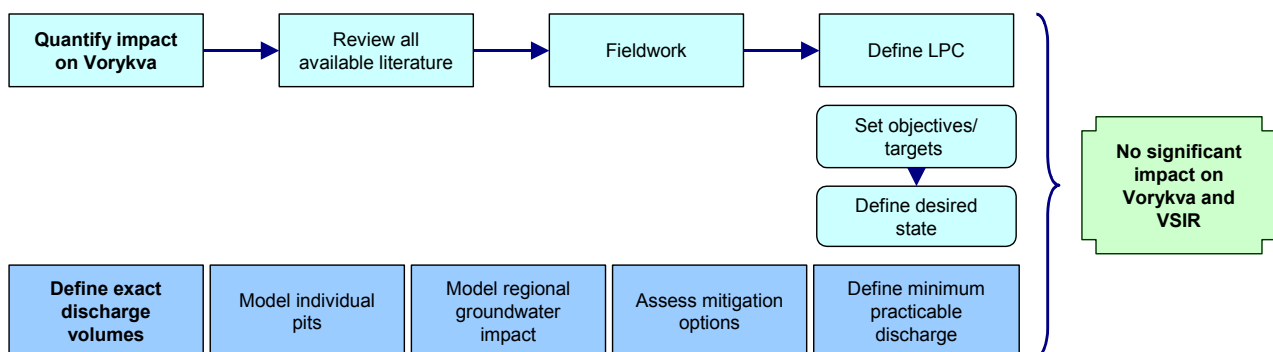 Quantify impact
on Vorykva
Review all
available literature
Fieldwork
Define LPC
Set objectives/
targets
Define desired
state
No significant
impact on
Vorykva and
VSIR
Define exact
discharge
volumes
Model individual
pits
Model regional
groundwater
impact
Assess mitigation
options
Define minimum
practicable
discharge